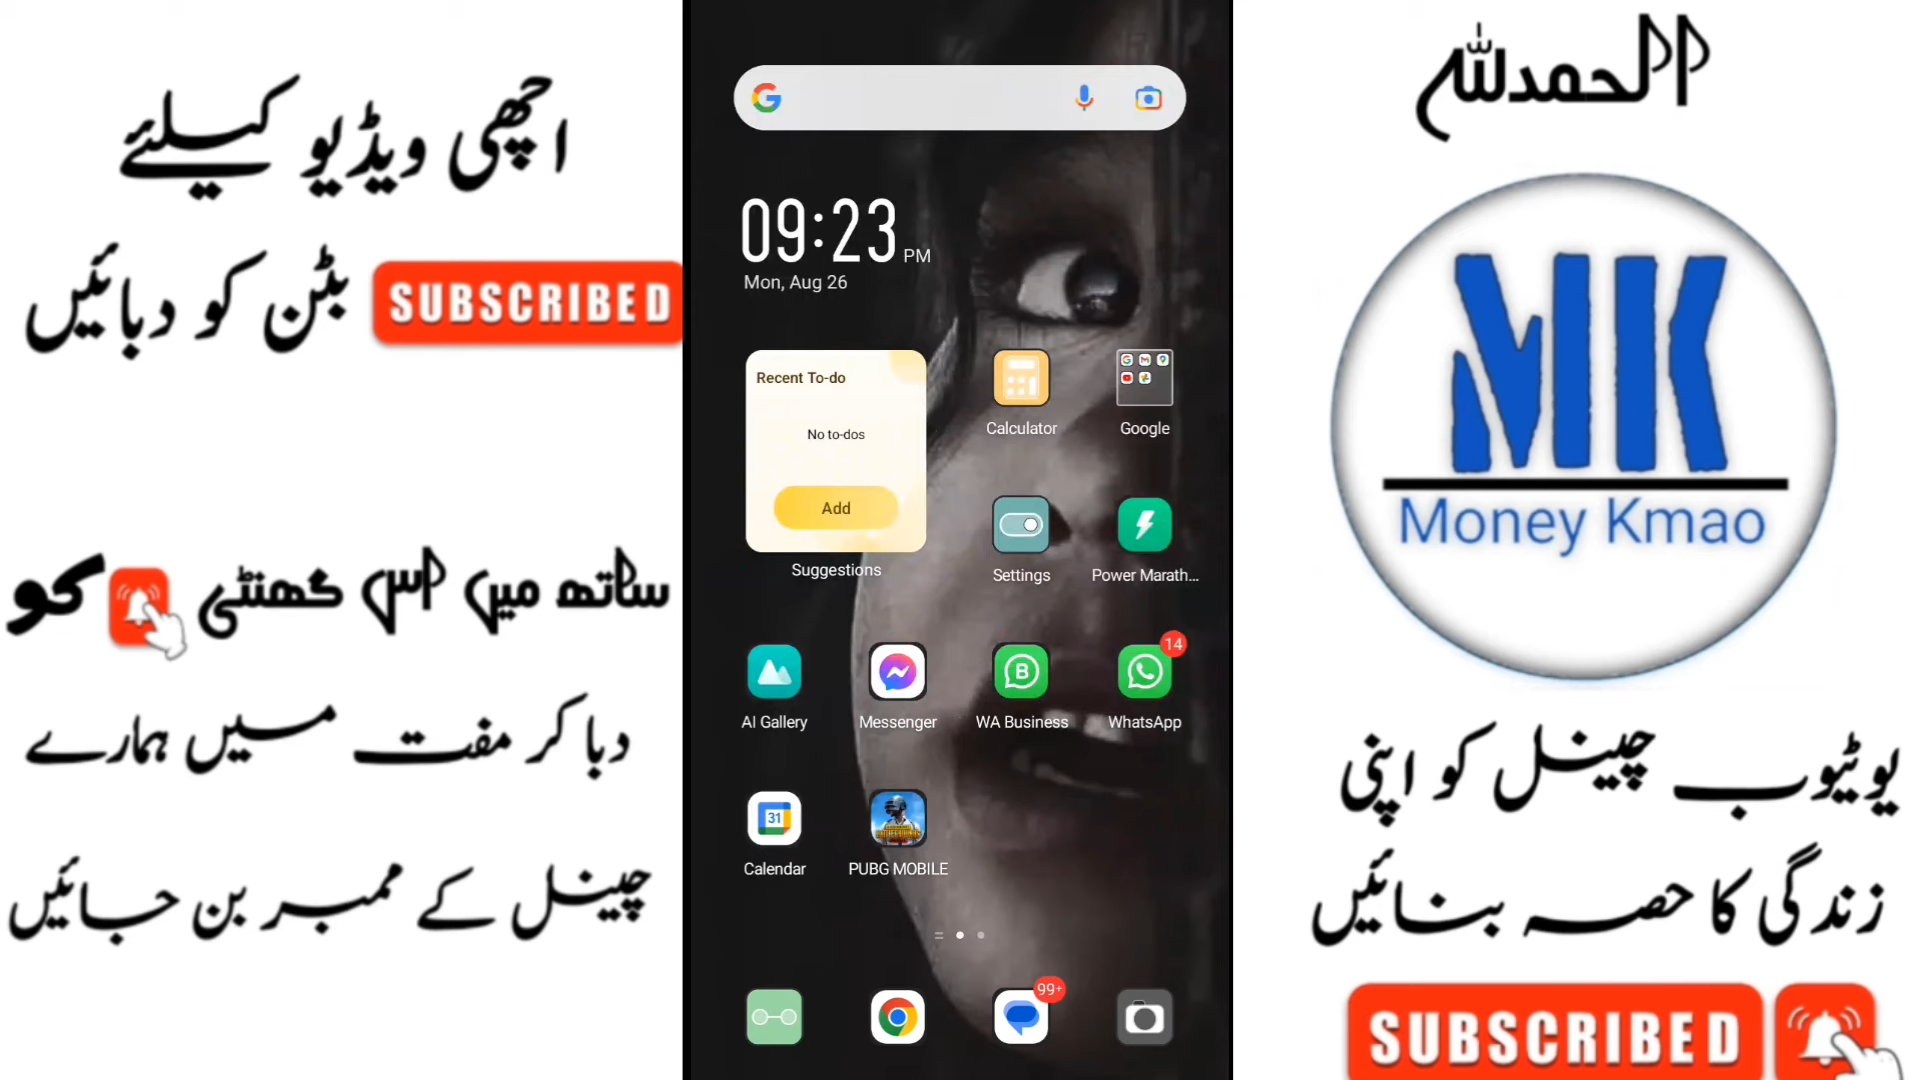 اچھی ویڈیو کیلئے
بٹن کو دبائیں SUBSCRIBED
ساتھ میں اس گھنٹی کو
دبا کر مفت میں ہمارے
چینل کے ممبر بن جائیں
09:23 PM
Mon, Aug 26
Recent To-do
No to-dos
Add
Suggestions
Calculator
Google
Settings
Power Marath...
AI Gallery
Messenger
WA Business
14
WhatsApp
31
Calendar
PUBG MOBILE
99+
الحمدللہ
MK
Money Kmao
یوٹیوب چینل کو اپنی
زندگی کا حصہ بنائیں
SUBSCRIBED